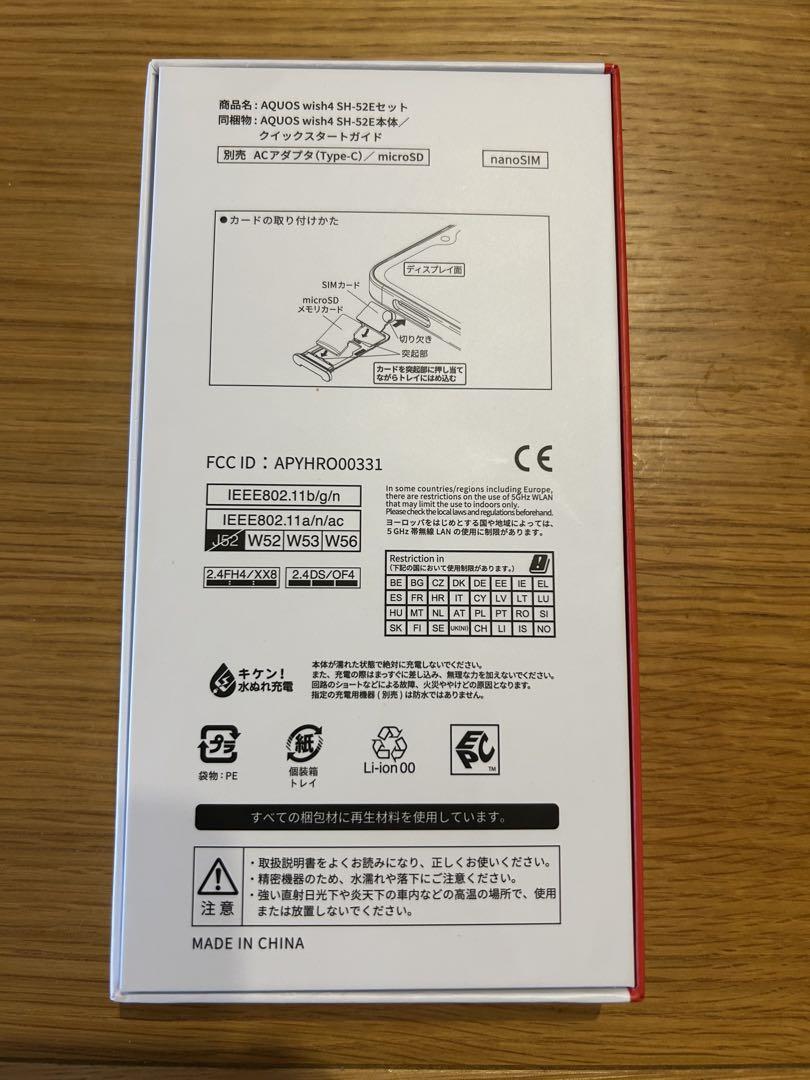 商品名:AQUOS wish4 SH-52Eセット
同梱物:AQUOS wish4 SH-52E本体/
クイックスタートガイド
別売 ACアダプタ(Type-C)/microSD
nanoSIM
●カードの取り付けかた
ディスプレイ面
SIMカード
microSD
メモリカード
切り欠き
突起部
カードを突起部に押し当て
ながらトレイにはめ込む
FCC ID:APYHRO00331
CE
IEEE802.11b/g/n
IEEE802.11a/n/ac
J52 W52 W53 W56
2.4FH4/XX8 2.4DS/OF4
In some countries/regions including Europe,
there are restrictions on the use of 5GHz WLAN
that may limit the use to indoors only.
Please check the local laws and regulations beforehand.
ヨーロッパをはじめとする国や地域によっては、
5GHz帯無線LANの使用に制限があります。
Restriction in
(下記の国において使用制限があります。)
BE BG CZ DK DE EE IE EL
ES FR HR IT CY LV LT LU
HU MT NL AT PL PT RO SI
SK FI SE UK(NI) CH LI IS NO
キケン!
水ぬれ充電
本体が濡れた状態で絶対に充電しないでください。
また、充電の際はまっすぐに差し込み、無理な力を加えないでください。
回路のショートなどによる故障、火災ややけどの原因となります。
指定の充電用機器(別売)は防水ではありません。
プラ
袋物:PE
紙
個装箱
トレイ
Li-ion 00
EPC
TM
すべての梱包材に再生材料を使用しています。
注意
・取扱説明書をよくお読みになり、正しくお使いください。
・精密機器のため、水濡れや落下にご注意ください。
・強い直射日光下や炎天下の車内などの高温の場所で、使用
または放置しないでください。
MADE IN CHINA